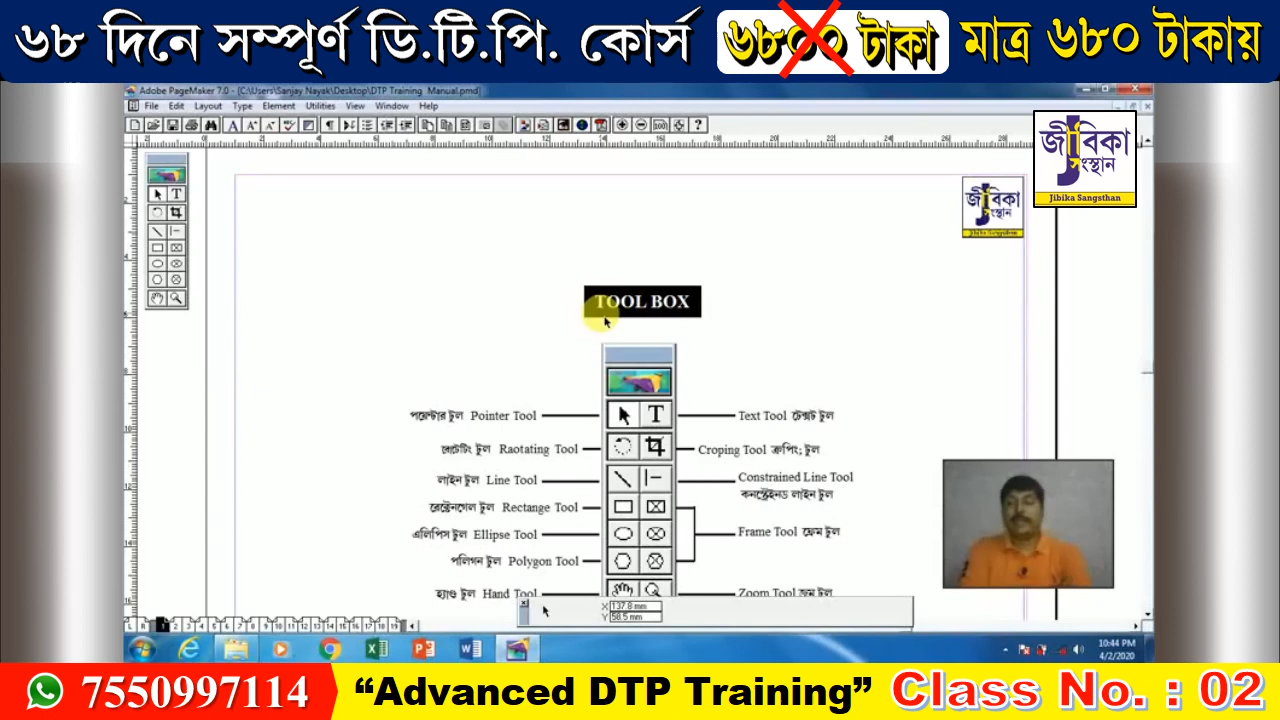 ৬৮ দিনে সম্পূর্ণ ডি.টি.পি. কোর্স ৬৮০০ টাকা মাত্র ৬৮০ টাকায়
Adobe PageMaker 7.0 - [C:\Users\Sanjay Nayak\Desktop\DTP Training Manual.pmd]
File Edit Layout Type Element Utilities View Window Help
জীবিকা
সংস্থান
Jibika Sangsthan
জীবিকা
সংস্থান
Jibika Sangsthan
TOOL BOX
পয়েন্টার টুল Pointer Tool
Text Tool টেক্সট টুল
রোটেটিং টুল Raotating Tool
Croping Tool ক্রপিং; টুল
লাইন টুল Line Tool
Constrained Line Tool
কনস্ট্রেইনড লাইন টুল
রেক্টেনগেল টুল Rectange Tool
এলিপিস টুল Ellipse Tool
Frame Tool ফ্রেম টুল
পলিগন টুল Polygon Tool
হ্যাণ্ড টুল Hand Tool
Zoom Tool জুম টুল
X 137.8 mm
Y 58.5 mm
10:44 PM
4/2/2020
7550997114 “Advanced DTP Training” Class No. : 02